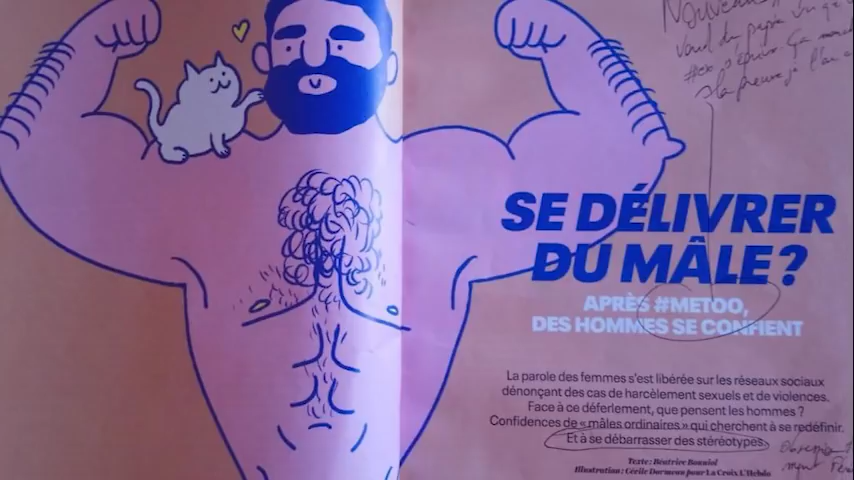 SE DÉLIVRER
DU MÂLE ?
APRÈS #METOO,
DES HOMMES SE CONFIENT
La parole des femmes s'est libérée sur les réseaux sociaux
dénonçant des cas de harcèlement sexuels et de violences.
Face à ce déferlement, que pensent les hommes ?
Confidences de « mâles ordinaires » qui cherchent à se redéfinir.
Et à se débarrasser des stéréotypes.
Texte : Béatrice Bouniol
Illustration : Cécile Dormeau pour La Croix L'Hebdo